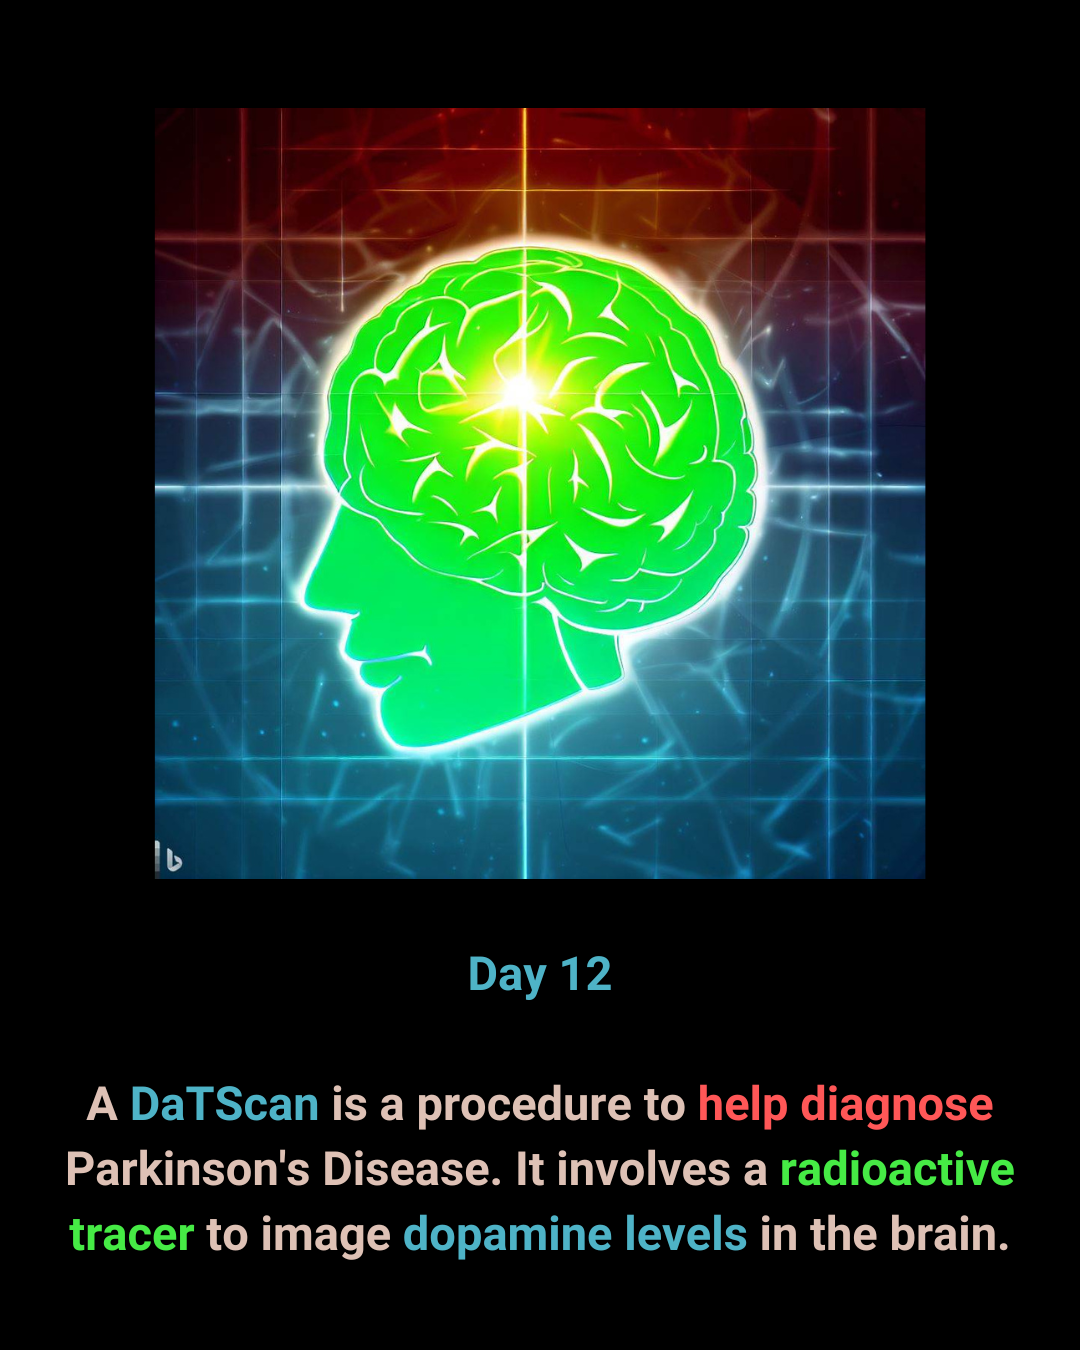 Day 12
A DaTScan is a procedure to help diagnose
Parkinson's Disease. It involves a radioactive
tracer to image dopamine levels in the brain.